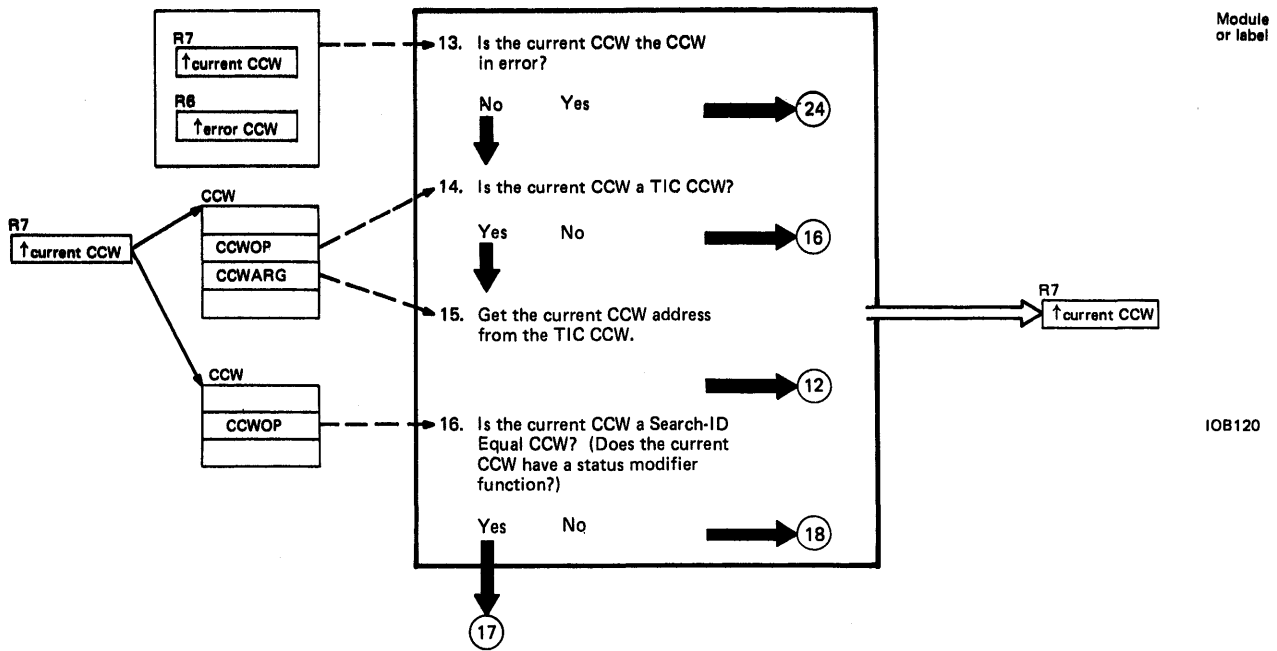 Module
or label
R7
↑current CCW
R6
↑error CCW
13. Is the current CCW the CCW
in error?
No Yes
24
14. Is the current CCW a TIC CCW?
Yes No
16
CCW
CCWOP
CCWARG
R7
↑current CCW
15. Get the current CCW address
from the TIC CCW.
12
R7
↑current CCW
CCW
CCWOP
16. Is the current CCW a Search-ID
Equal CCW? (Does the current
CCW have a status modifier
function?)
IOB120
Yes No
18
17